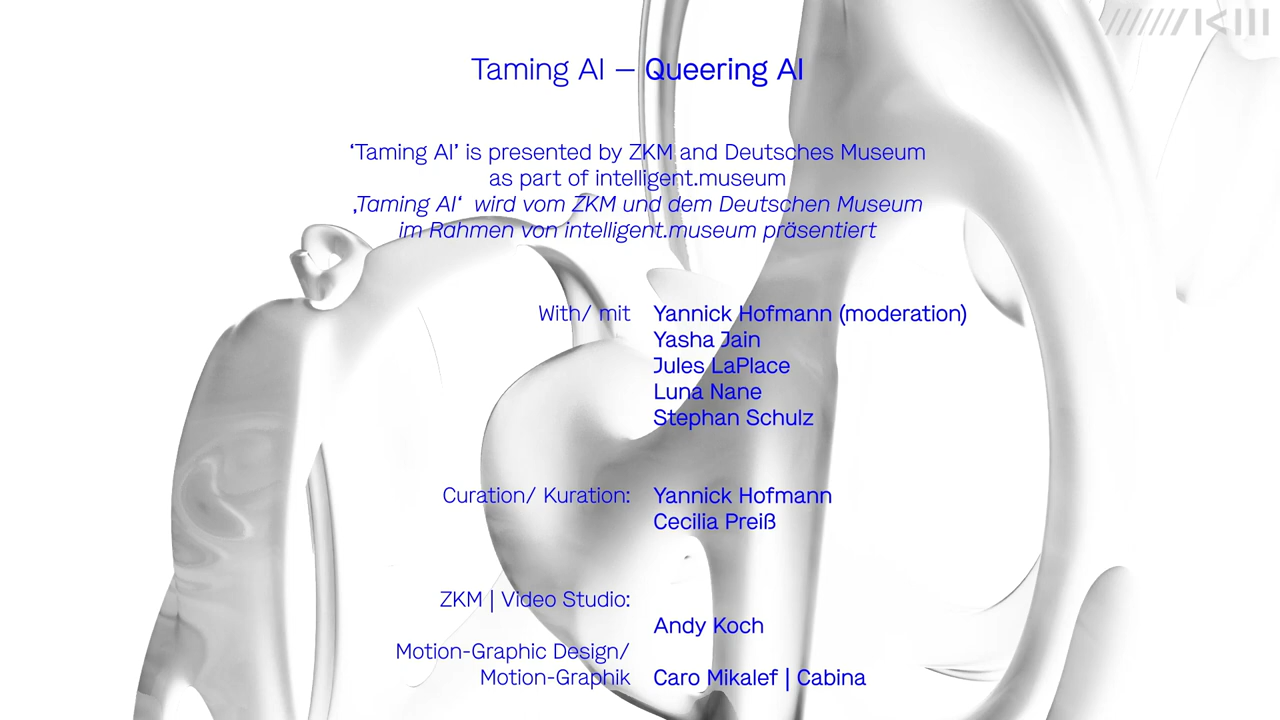 //////// ZKM
Taming AI – Queering AI
‘Taming AI’ is presented by ZKM and Deutsches Museum
as part of intelligent.museum
‚Taming AI‘ wird vom ZKM und dem Deutschen Museum
im Rahmen von intelligent.museum präsentiert
With/ mit Yannick Hofmann (moderation)
Yasha Jain
Jules LaPlace
Luna Nane
Stephan Schulz
Curation/ Kuration: Yannick Hofmann
Cecilia Preiß
ZKM | Video Studio:
Andy Koch
Motion-Graphic Design/
Motion-Graphik Caro Mikalef | Cabina